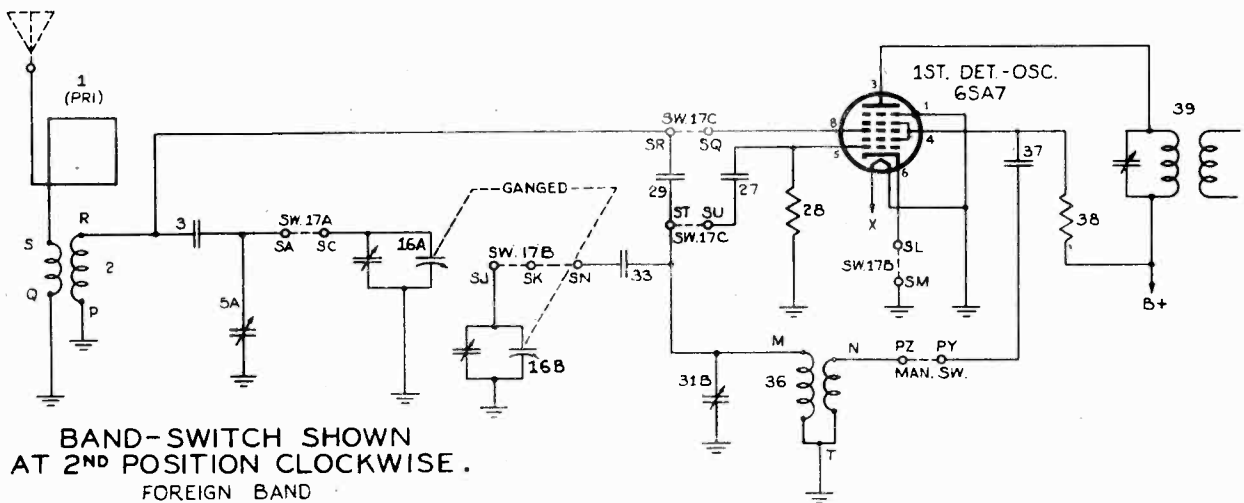 1
(PRI)
S
R
Q
2
P
3
5A
SW.17A
SA
SC
16A
GANGED
SW.17B
SJ
SK
SN
16B
33
SW.17C
SR
SQ
29
27
ST
SU
SW.17C
28
1ST. DET.-OSC.
6SA7
3
1
8
4
5
6
X
SL
SW.17B
SM
37
38
39
B+
31B
M
36
N
T
PZ
PY
MAN. SW.
BAND-SWITCH SHOWN
AT 2ND POSITION CLOCKWISE.
FOREIGN BAND